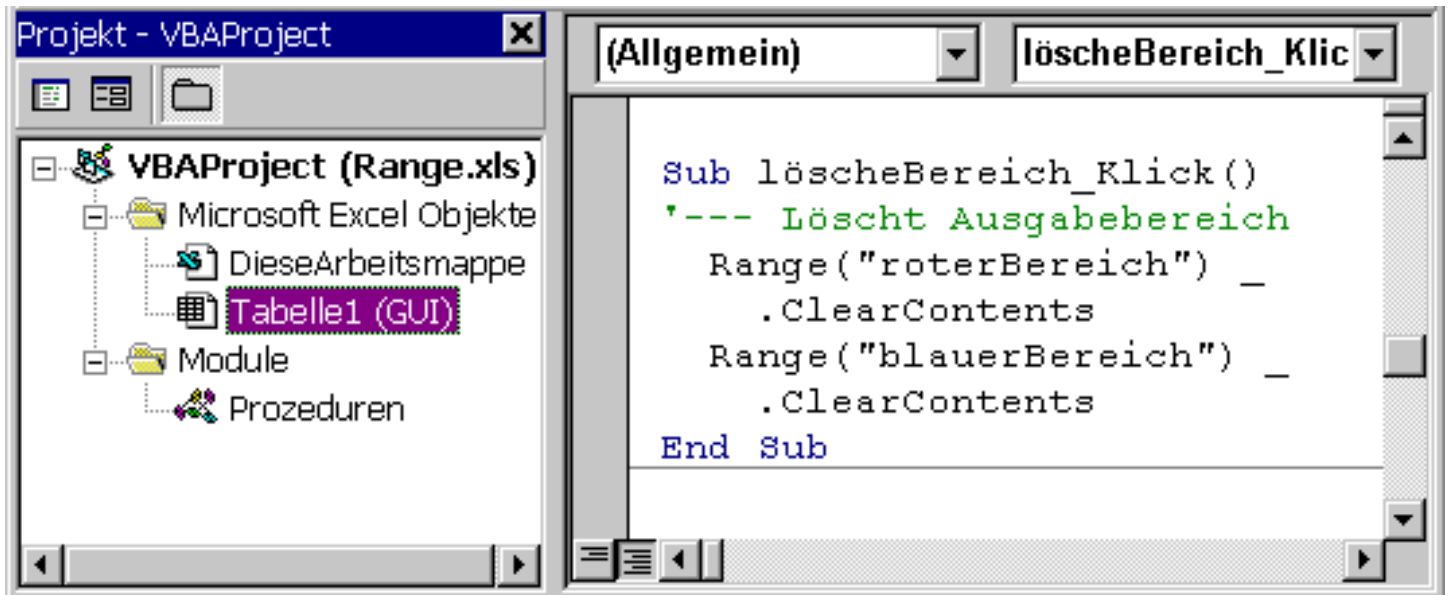 Projekt - VBAProject
VBAProject (Range.xls)
Microsoft Excel Objekte
DieseArbeitsmappe
Tabelle1 (GUI)
Module
Prozeduren
(Allgemein)
löscheBereich_Klic
Sub löscheBereich_Klick()
'--- Löscht Ausgabebereich
Range("roterBereich") _
.ClearContents
Range("blauerBereich") _
.ClearContents
End Sub